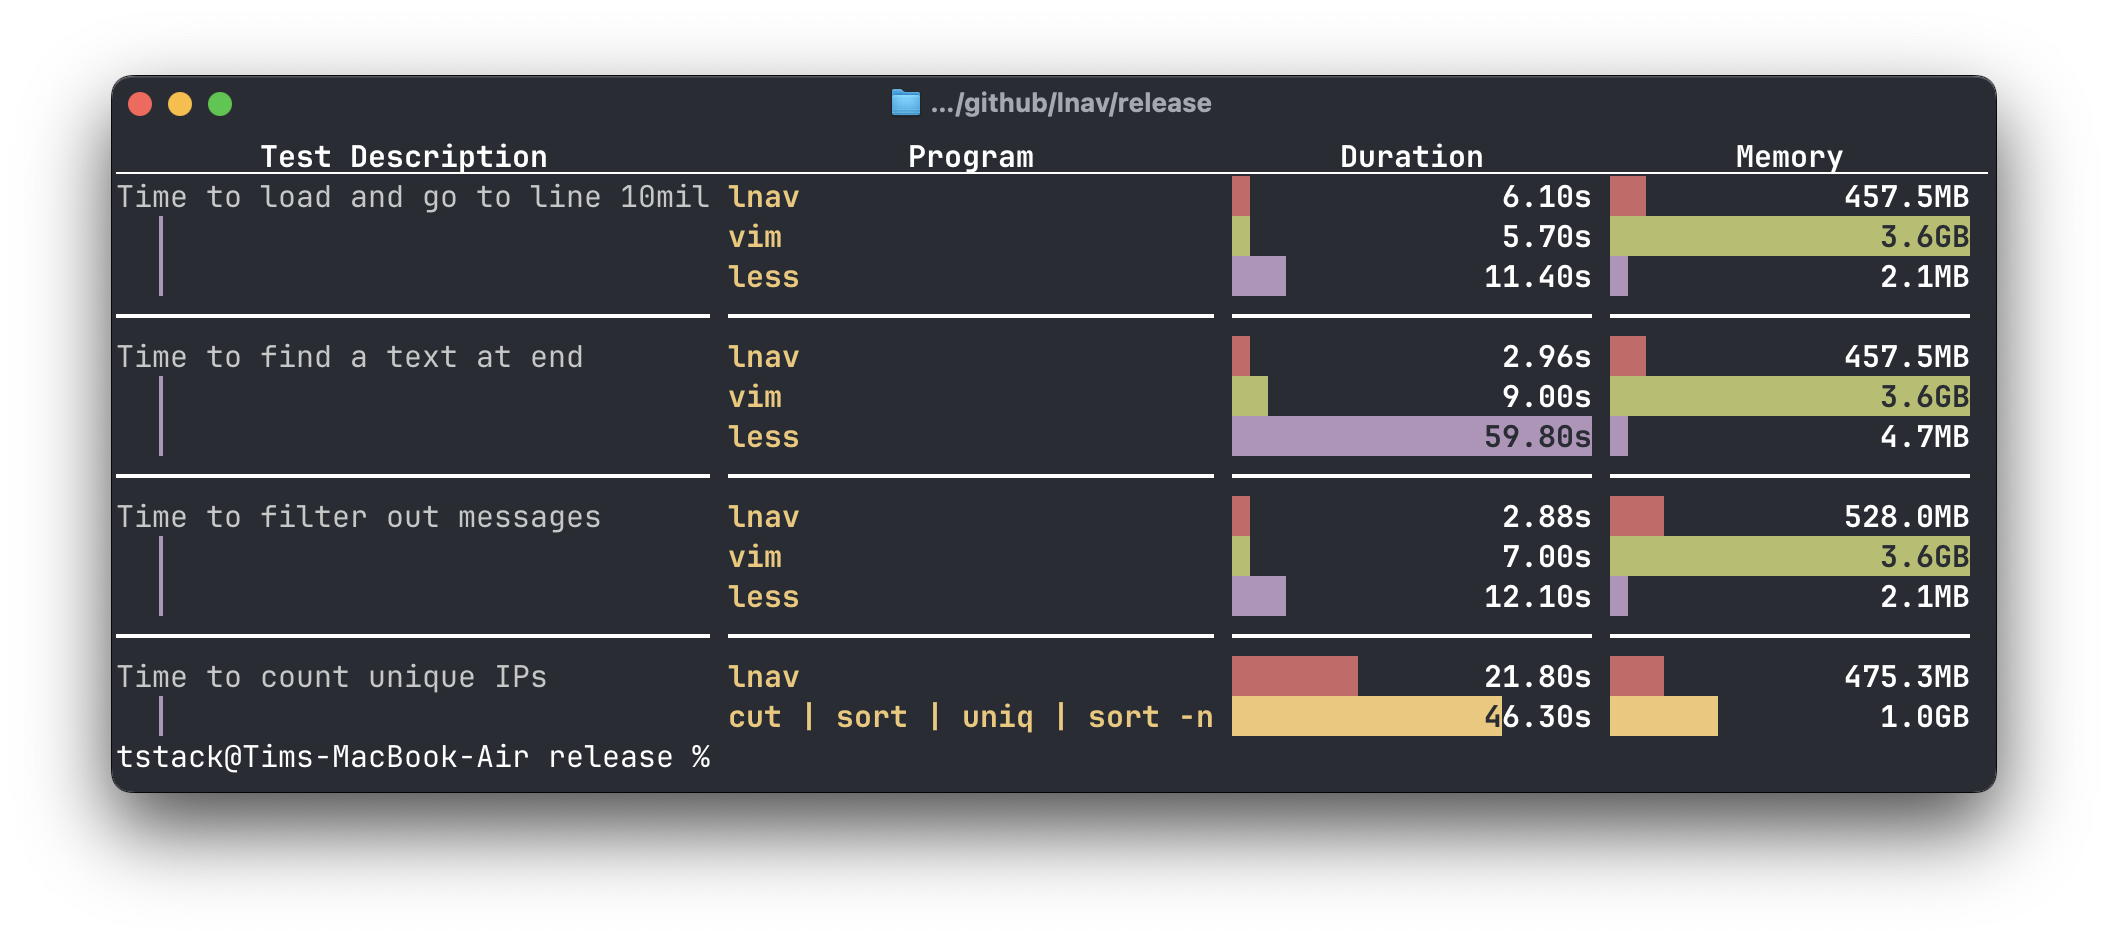 .../github/lnav/release
Test Description Program Duration Memory
Time to load and go to line 10mil lnav 6.10s 457.5MB
vim 5.70s 3.6GB
less 11.40s 2.1MB
Time to find a text at end lnav 2.96s 457.5MB
vim 9.00s 3.6GB
less 59.80s 4.7MB
Time to filter out messages lnav 2.88s 528.0MB
vim 7.00s 3.6GB
less 12.10s 2.1MB
Time to count unique IPs lnav 21.80s 475.3MB
cut | sort | uniq | sort -n 46.30s 1.0GB
tstack@Tims-MacBook-Air release %